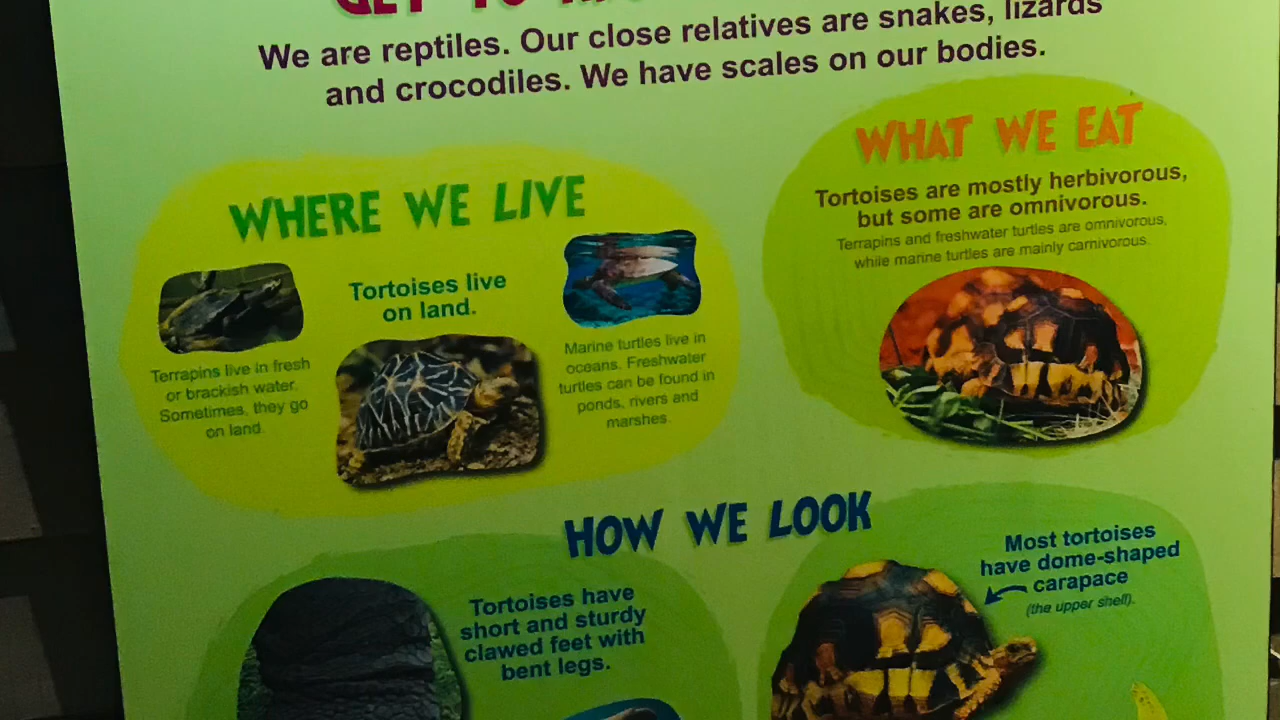 GET TO
We are reptiles. Our close relatives are snakes, lizards
and crocodiles. We have scales on our bodies.
WHERE WE LIVE
Terrapins live in fresh
or brackish water.
Sometimes, they go
on land.
Tortoises live
on land.
Marine turtles live in
oceans. Freshwater
turtles can be found in
ponds, rivers and
marshes.
WHAT WE EAT
Tortoises are mostly herbivorous,
but some are omnivorous.
Terrapins and freshwater turtles are omnivorous,
while marine turtles are mainly carnivorous.
HOW WE LOOK
Tortoises have
short and sturdy
clawed feet with
bent legs.
Most tortoises
have dome-shaped
carapace
(the upper shell).